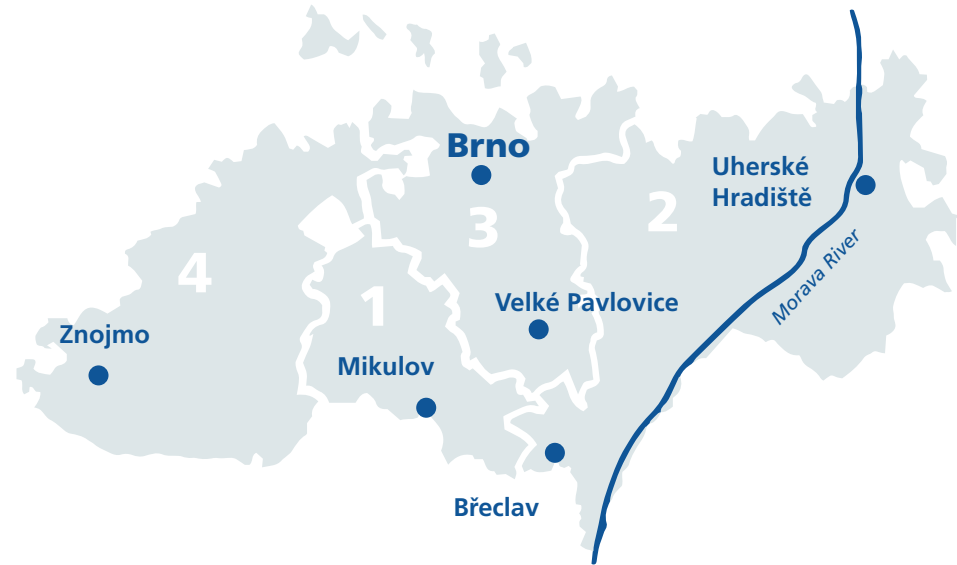 Brno
Uherské
Hradiště
2
3
4
Morava River
1
Velké Pavlovice
Znojmo
Mikulov
Břeclav